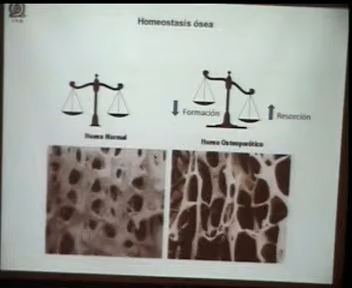 Homeostasis ósea
Formación
Resorción
Hueso Normal
Hueso Osteoporótico